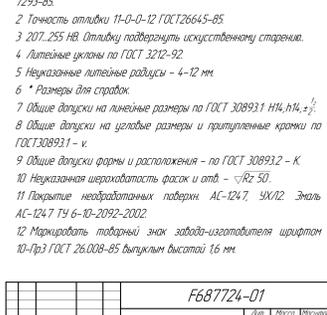 7293-85.
2 Точность отливки 11-0-0-12 ГОСТ26645-85.
3 207...255 HB. Отливку подвергнуть искусственному старению.
4 Литейные уклоны по ГОСТ 3212-92.
5 Неуказанные литейные радиусы - 4-12 мм.
6 * Размеры для справок.
7 Общие допуски на линейные размеры по ГОСТ 30893.1 H14,h14,±
8 Общие допуски на угловые размеры и притупленные кромки по
ГОСТ30893.1 - v.
9 Общие допуски формы и расположения - по ГОСТ 30893.2 - K.
10 Неуказанная шероховатость фасок и отв. - √Rz 50.
11 Покрытие необработанных поверхн. АС-1247, УХЛ2 Эмаль
АС-1247 ТУ 6-10-2092-2002.
12 Маркировать товарный знак завода-изготовителя шрифтом
10-Пр3 ГОСТ 26.008-85 выпуклым высотой 1,6 мм.
F687724-01
Лит. Масса Масштаб